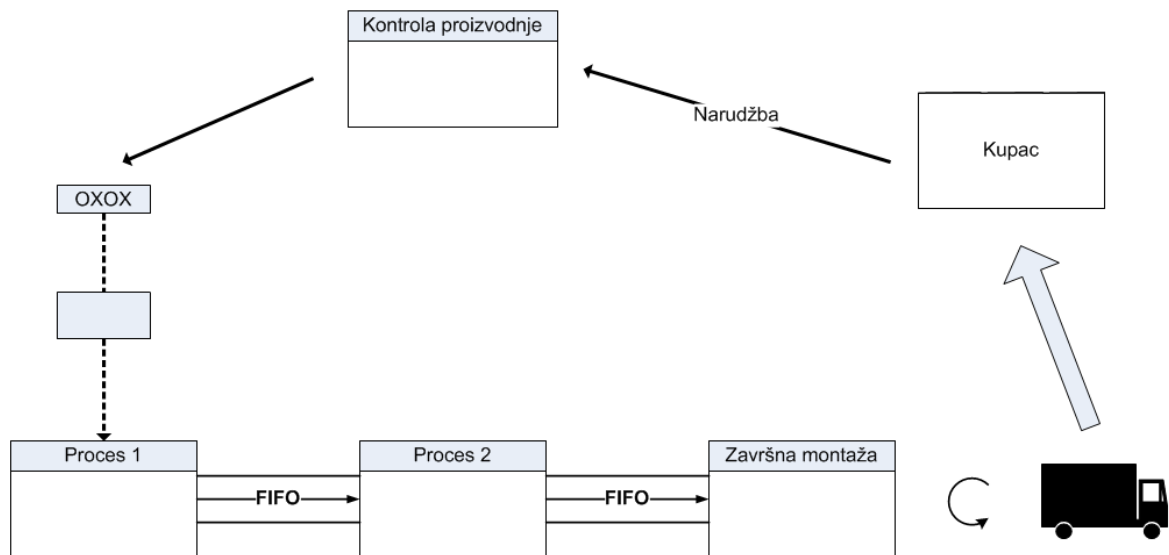 Kontrola proizvodnje
Narudžba
Kupac
OXOX
Proces 1
FIFO
Proces 2
FIFO
Završna montaža